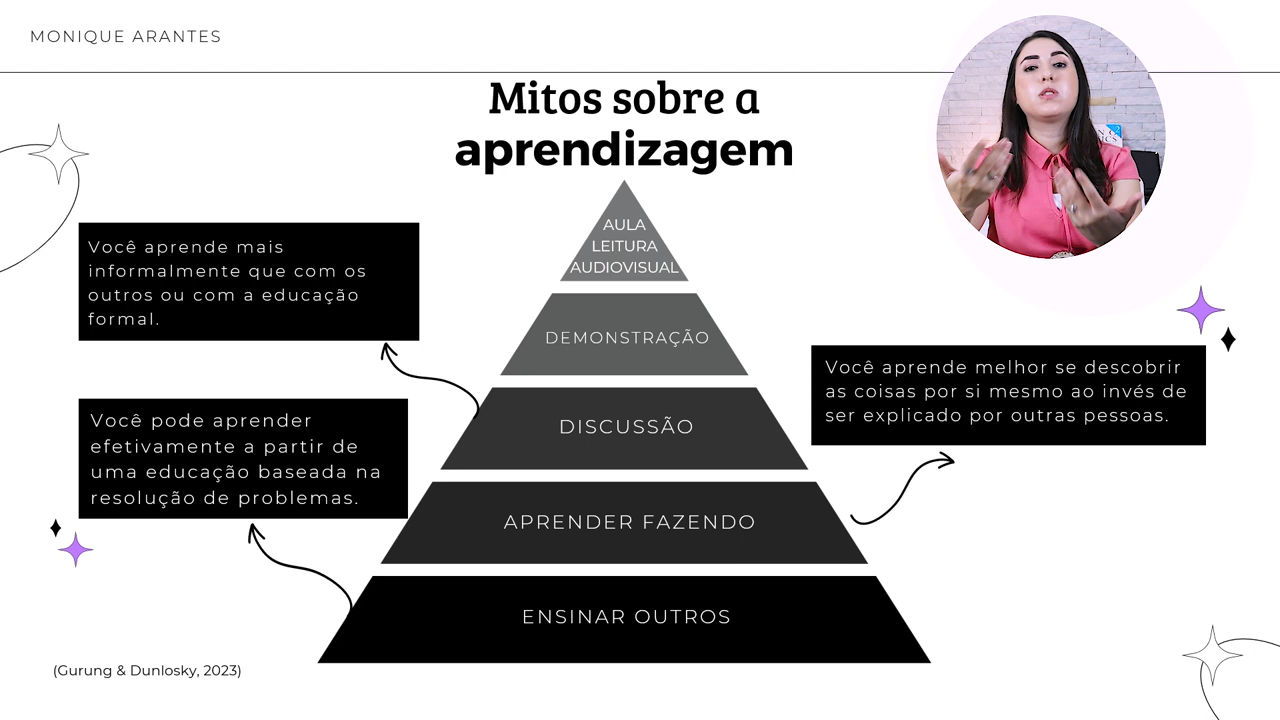 MONIQUE ARANTES
Mitos sobre a
aprendizagem
AULA
LEITURA
AUDIOVISUAL
DEMONSTRAÇÃO
DISCUSSÃO
APRENDER FAZENDO
ENSINAR OUTROS
Você aprende mais
informalmente que com os
outros ou com a educação
formal.
Você pode aprender
efetivamente a partir de
uma educação baseada na
resolução de problemas.
Você aprende melhor se descobrir
as coisas por si mesmo ao invés de
ser explicado por outras pessoas.
(Gurung & Dunlosky, 2023)